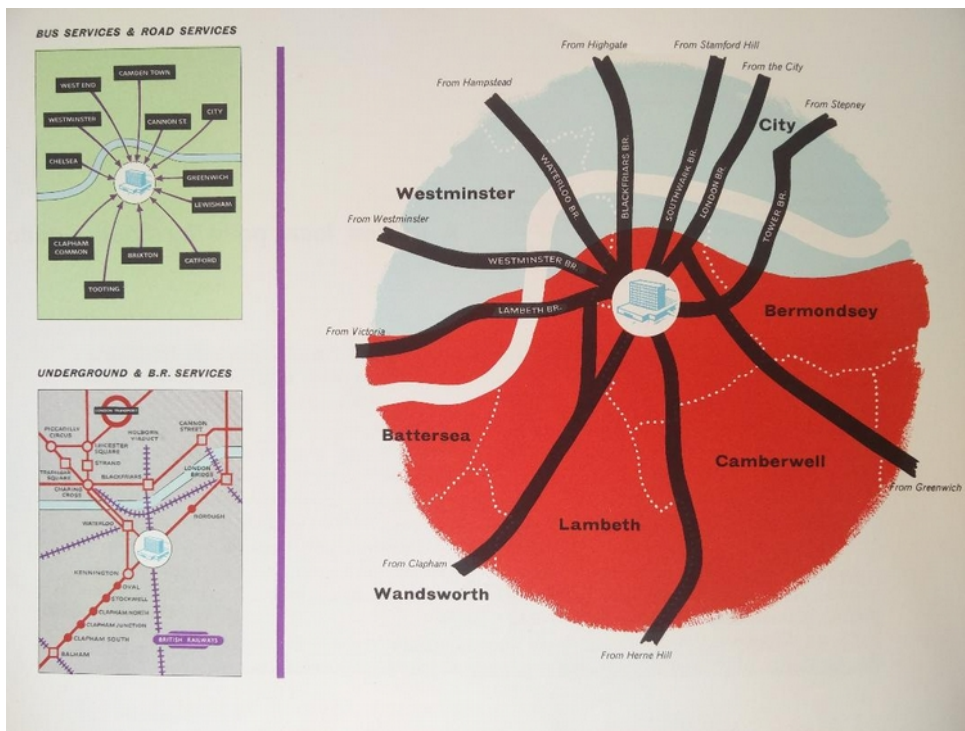 BUS SERVICES & ROAD SERVICES
CAMDEN TOWN
WEST END
CITY
WESTMINSTER
CANNON ST.
CHELSEA
GREENWICH
LEWISHAM
CLAPHAM
COMMON
BRIXTON
CATFORD
TOOTING
UNDERGROUND & B.R. SERVICES
LONDON TRANSPORT
PICCADILLY
CIRCUS
HOLBORN
VIADUCT
CANNON
STREET
LEICESTER
SQUARE
STRAND
TRAFALGAR
SQUARE
BLACKFRIARS
LONDON
BRIDGE
CHARING
CROSS
BOROUGH
WATERLOO
KENNINGTON
OVAL
STOCKWELL
CLAPHAM NORTH
CLAPHAM JUNCTION
CLAPHAM SOUTH
BRITISH RAILWAYS
BALHAM
From Highgate
From Stamford Hill
From the City
From Hampstead
From Stepney
City
WATERLOO BR.
BLACKFRIARS BR.
SOUTHWARK BR.
LONDON BR.
TOWER BR.
Westminster
From Westminster
WESTMINSTER BR.
LAMBETH BR.
Bermondsey
From Victoria
Battersea
Camberwell
From Greenwich
Lambeth
From Clapham
Wandsworth
From Herne Hill